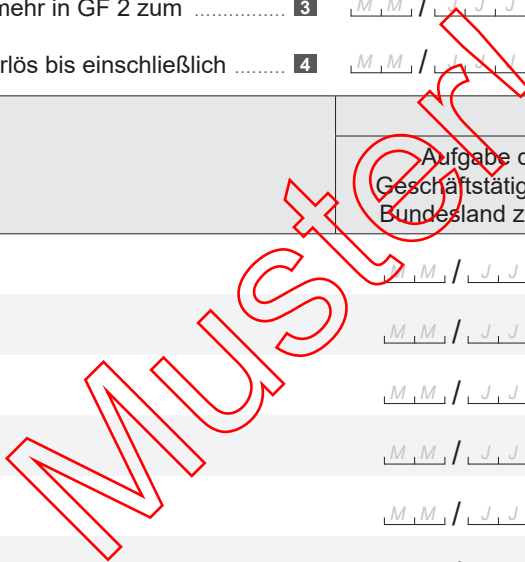 mehr in GF 2 zum ................ 3 M M / J J J
rlös bis einschließlich ......... 4 M M / J J J
Aufgabe d
Geschäftstätig
Bundesland z
M M / J J
M M / J J
M M / J J
M M / J J
M M / J J
Muster!